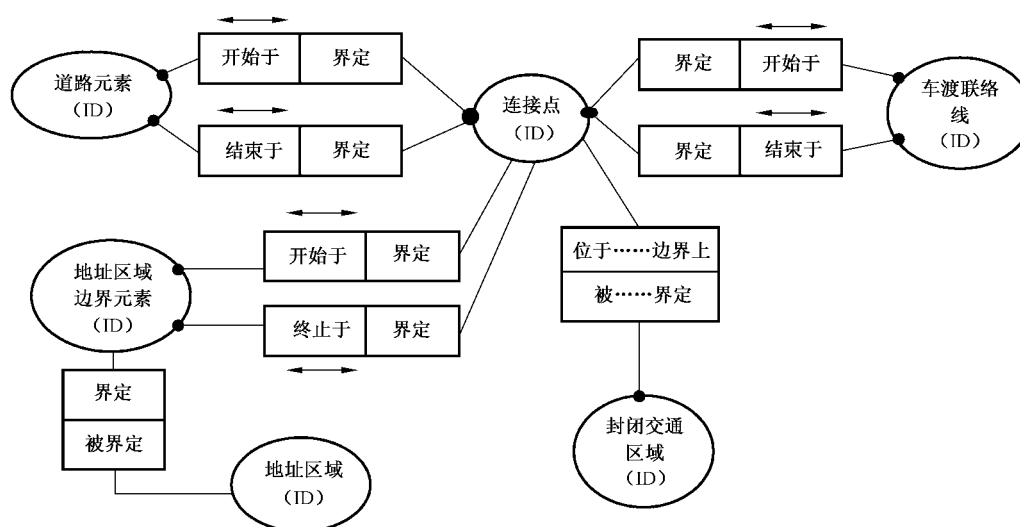 道路元素
（ID）
开始于
界定
结束于
界定
连接点
（ID）
界定
开始于
界定
结束于
车渡联络
线
（ID）
地址区域
边界元素
（ID）
开始于
界定
终止于
界定
位于……边界上
被……界定
界定
被界定
地址区域
（ID）
封闭交通
区域
（ID）